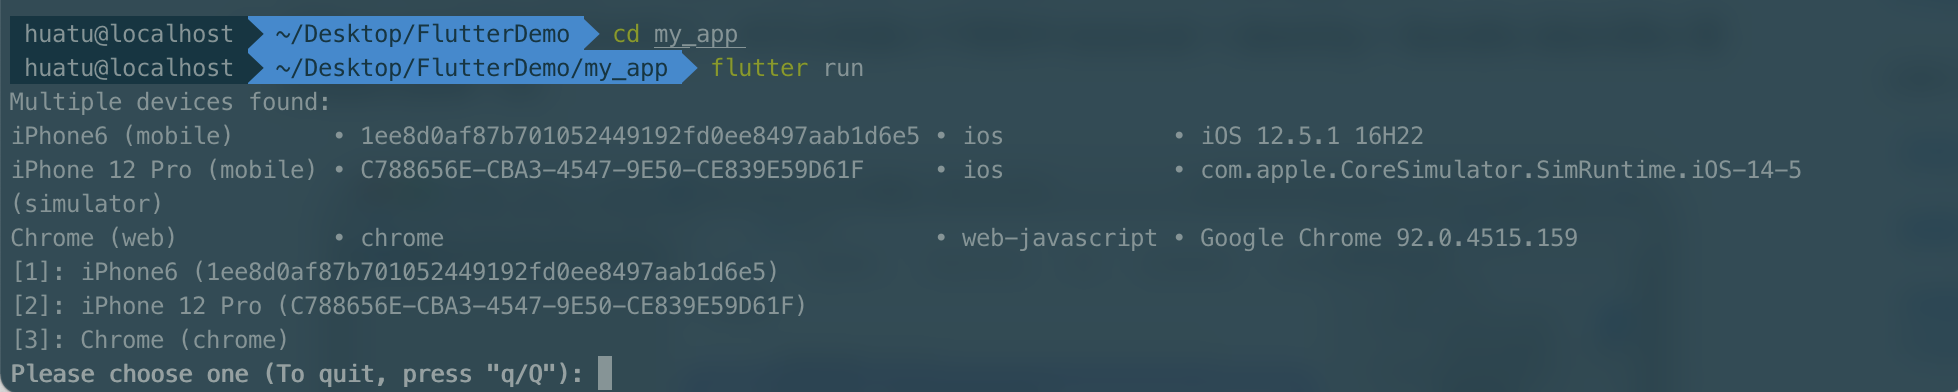 huatu@localhost ~/Desktop/FlutterDemo cd my_app
huatu@localhost ~/Desktop/FlutterDemo/my_app flutter run
Multiple devices found:
iPhone6 (mobile) • 1ee8d0af87b701052449192fd0ee8497aab1d6e5 • ios • iOS 12.5.1 16H22
iPhone 12 Pro (mobile) • C788656E-CBA3-4547-9E50-CE839E59D61F • ios • com.apple.CoreSimulator.SimRuntime.iOS-14-5
(simulator)
Chrome (web) • chrome • web-javascript • Google Chrome 92.0.4515.159
[1]: iPhone6 (1ee8d0af87b701052449192fd0ee8497aab1d6e5)
[2]: iPhone 12 Pro (C788656E-CBA3-4547-9E50-CE839E59D61F)
[3]: Chrome (chrome)
Please choose one (To quit, press "q/Q"):